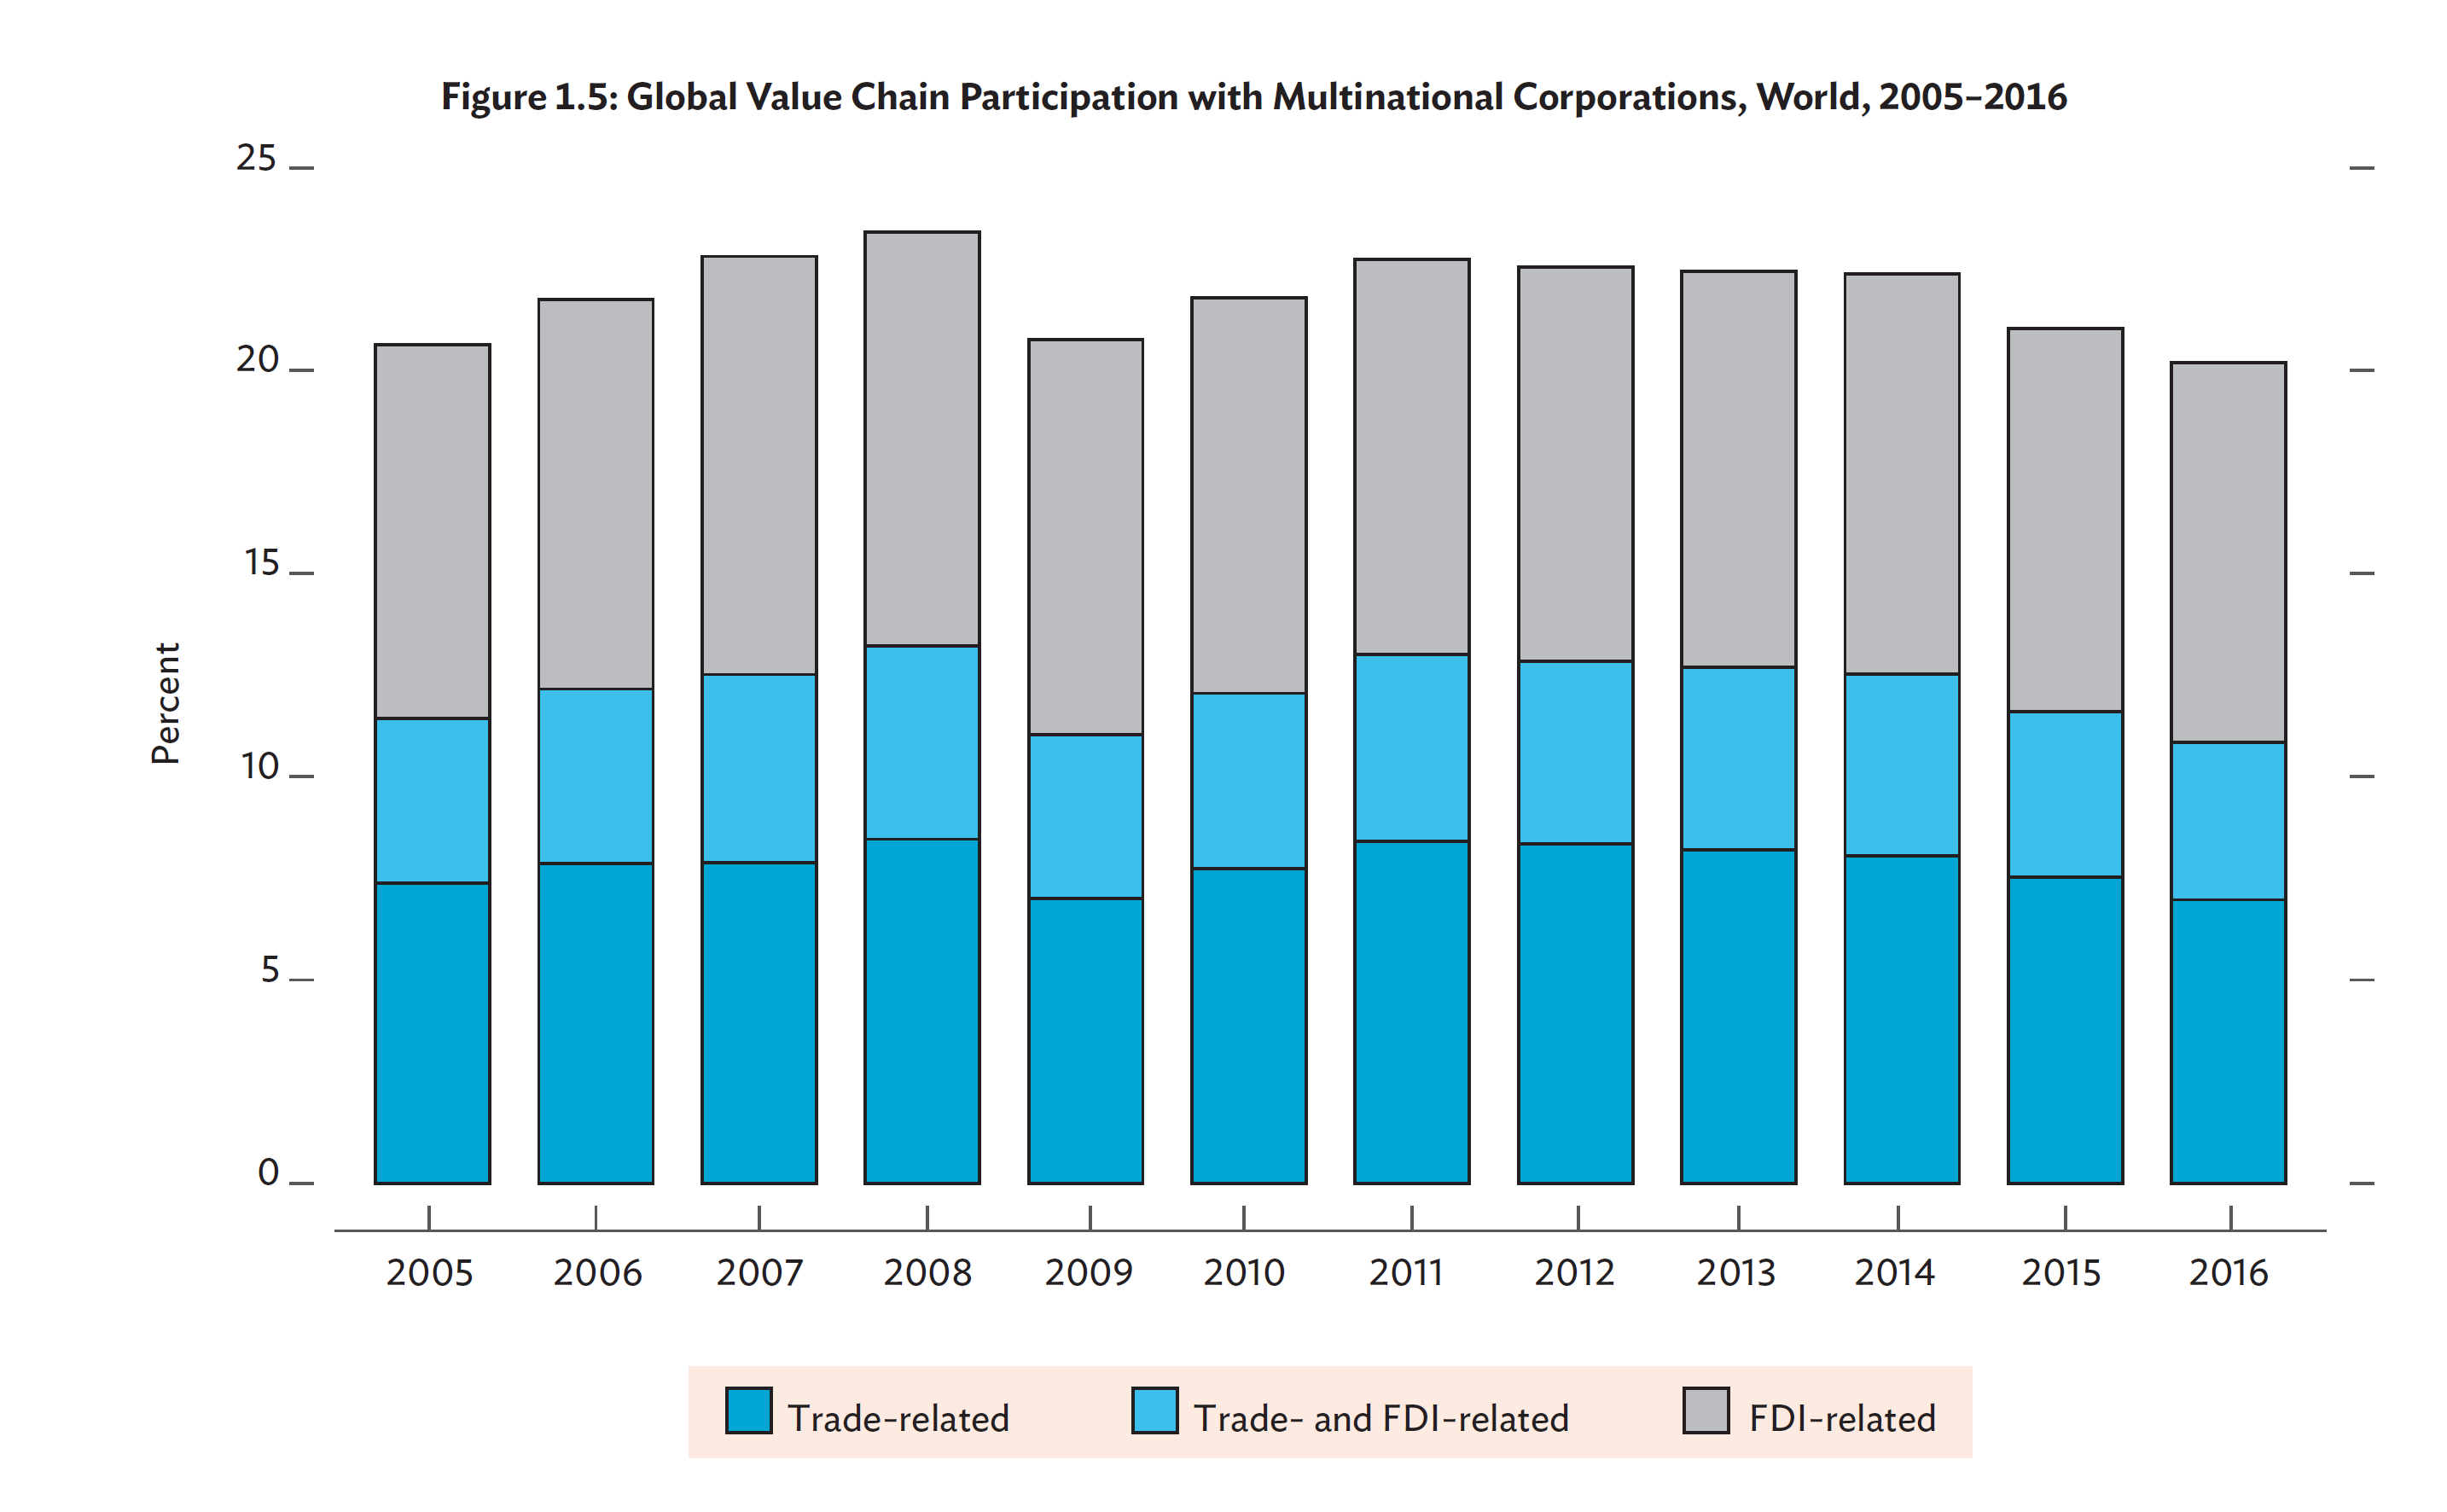 Figure 1.5: Global Value Chain Participation with Multinational Corporations, World, 2005–2016
25
20
15
10
5
0
Percent
2005 2006 2007 2008 2009 2010 2011 2012 2013 2014 2015 2016
Trade-related Trade- and FDI-related FDI-related